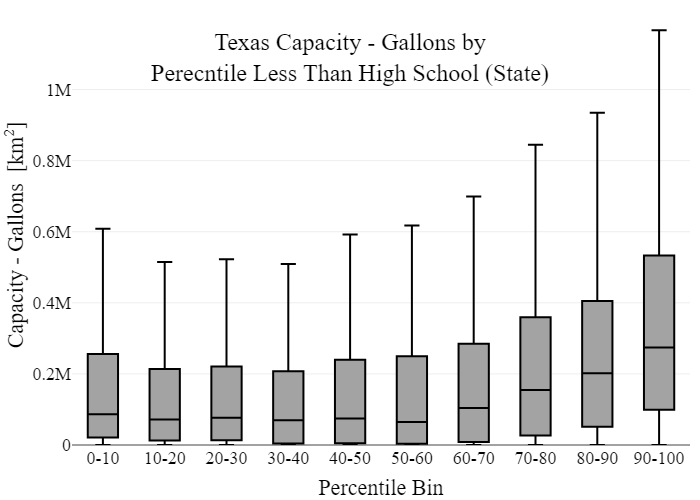 Texas Capacity - Gallons by
Perecntile Less Than High School (State)
Capacity - Gallons [km²]
1M
0.8M
0.6M
0.4M
0.2M
0
0-10 10-20 20-30 30-40 40-50 50-60 60-70 70-80 80-90 90-100
Percentile Bin